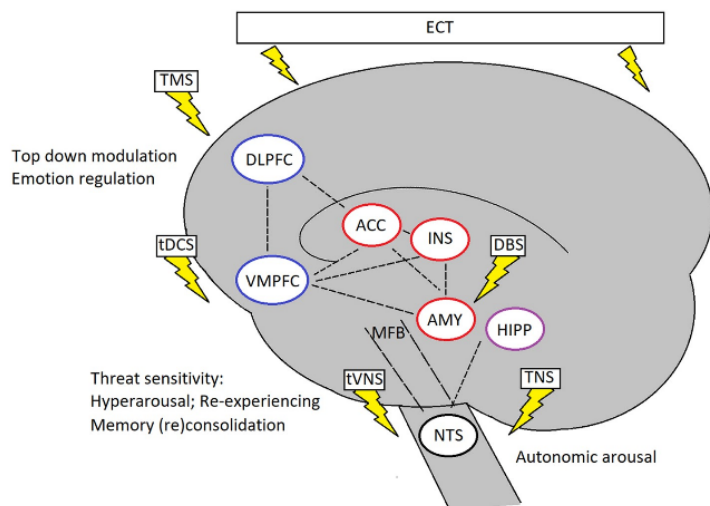 ECT
TMS
Top down modulation
Emotion regulation
DLPFC
ACC
INS
tDCS
DBS
VMPFC
AMY
HIPP
MFB
Threat sensitivity:
Hyperarousal; Re-experiencing
Memory (re)consolidation
tVNS
TNS
NTS
Autonomic arousal